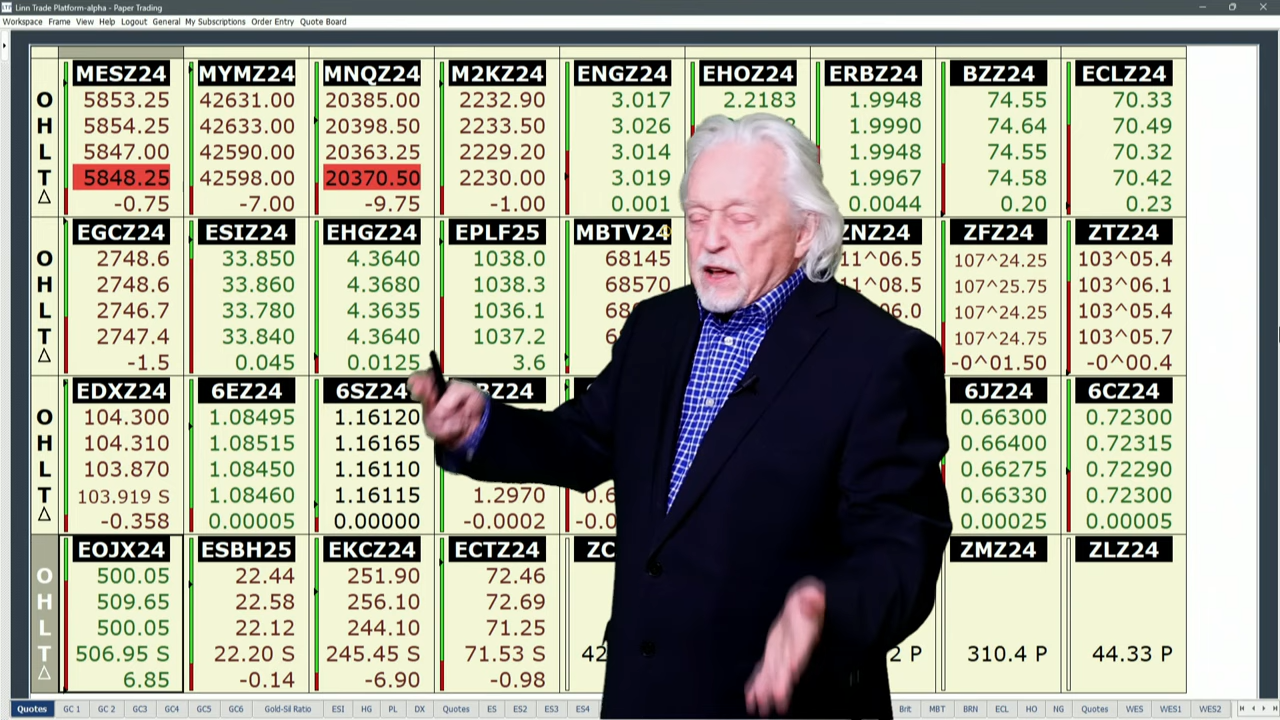 Linn Trade Platform-alpha - Paper Trading
Workspace Frame View Help Logout General My Subscriptions Order Entry Quote Board
MESZ24 MYMZ24 MNQZ24 M2KZ24 ENGZ24 EHOZ24 ERBZ24 BZZ24 ECLZ24
O 5853.25 42631.00 20385.00 2232.90 3.017 2.2183 1.9948 74.55 70.33
H 5854.25 42633.00 20398.50 2233.50 3.026 1.9990 74.64 70.49
L 5847.00 42590.00 20363.25 2229.20 3.014 1.9948 74.55 70.32
T 5848.25 42598.00 20370.50 2230.00 3.019 1.9967 74.58 70.42
△ -0.75 -7.00 -9.75 -1.00 0.001 0.0044 0.20 0.23
EGCZ24 ESIZ24 EHGZ24 EPLF25 MBTV24 ZNZ24 ZFZ24 ZTZ24
O 2748.6 33.850 4.3640 1038.0 68145 11^06.5 107^24.25 103^05.4
H 2748.6 33.860 4.3680 1038.3 68570 11^08.5 107^25.75 103^06.1
L 2746.7 33.780 4.3635 1036.1 107^24.25 103^05.4
T 2747.4 33.840 4.3640 1037.2 107^24.75 103^05.7
△ -1.5 0.045 0.0125 3.6 -0^01.50 -0^00.4
EDXZ24 6EZ24 6SZ24 6JZ24 6CZ24
O 104.300 1.08495 1.16120 0.66300 0.72300
H 104.310 1.08515 1.16165 0.66400 0.72315
L 103.870 1.08450 1.16110 0.66275 0.72290
T 103.919 S 1.08460 1.16115 1.2970 0.66330 0.72300
△ -0.358 0.00005 0.00000 -0.0002 0.00025 0.00005
EOJX24 ESBH25 EKCZ24 ECTZ24 ZC ZMZ24 ZLZ24
O 500.05 22.44 251.90 72.46
H 509.65 22.58 256.10 72.69
L 500.05 22.12 244.10 71.25
T 506.95 S 22.20 S 245.45 S 71.53 S 42 2 P 310.4 P 44.33 P
△ 6.85 -0.14 -6.90 -0.98
Quotes GC 1 GC 2 GC3 GC4 GC5 GC6 Gold-Sil Ratio ESI HG PL DX Quotes ES ES2 ES3 ES4 Brit MBT BRN ECL HO NG Quotes WES WES1 WES2